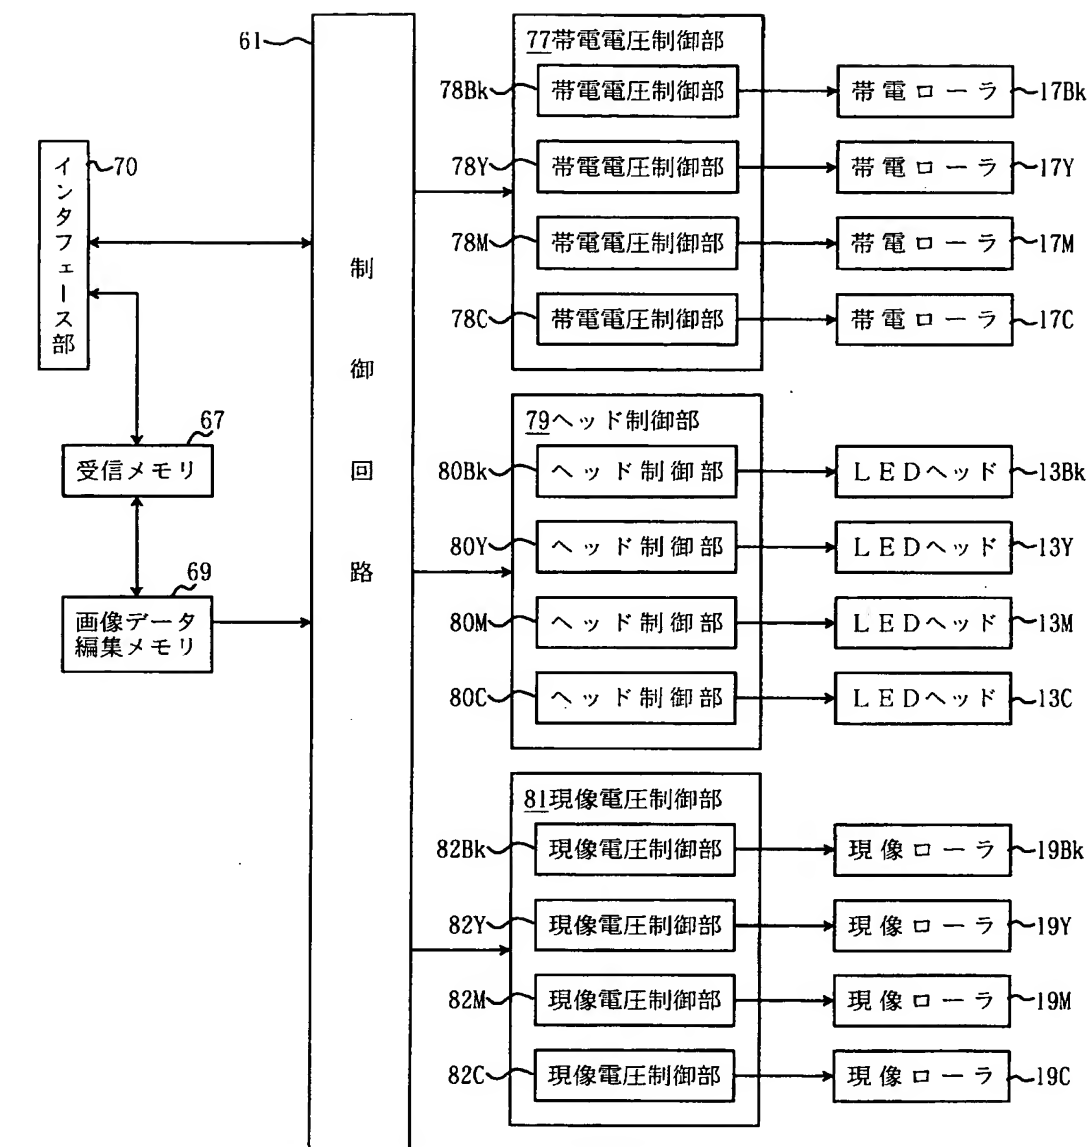 61
制御回路
70
インタフェース部
67
受信メモリ
69
画像データ
編集メモリ
77帯電電圧制御部
78Bk 帯電電圧制御部 帯電ローラ 17Bk
78Y 帯電電圧制御部 帯電ローラ 17Y
78M 帯電電圧制御部 帯電ローラ 17M
78C 帯電電圧制御部 帯電ローラ 17C
79ヘッド制御部
80Bk ヘッド制御部 LEDヘッド 13Bk
80Y ヘッド制御部 LEDヘッド 13Y
80M ヘッド制御部 LEDヘッド 13M
80C ヘッド制御部 LEDヘッド 13C
81現像電圧制御部
82Bk 現像電圧制御部 現像ローラ 19Bk
82Y 現像電圧制御部 現像ローラ 19Y
82M 現像電圧制御部 現像ローラ 19M
82C 現像電圧制御部 現像ローラ 19C